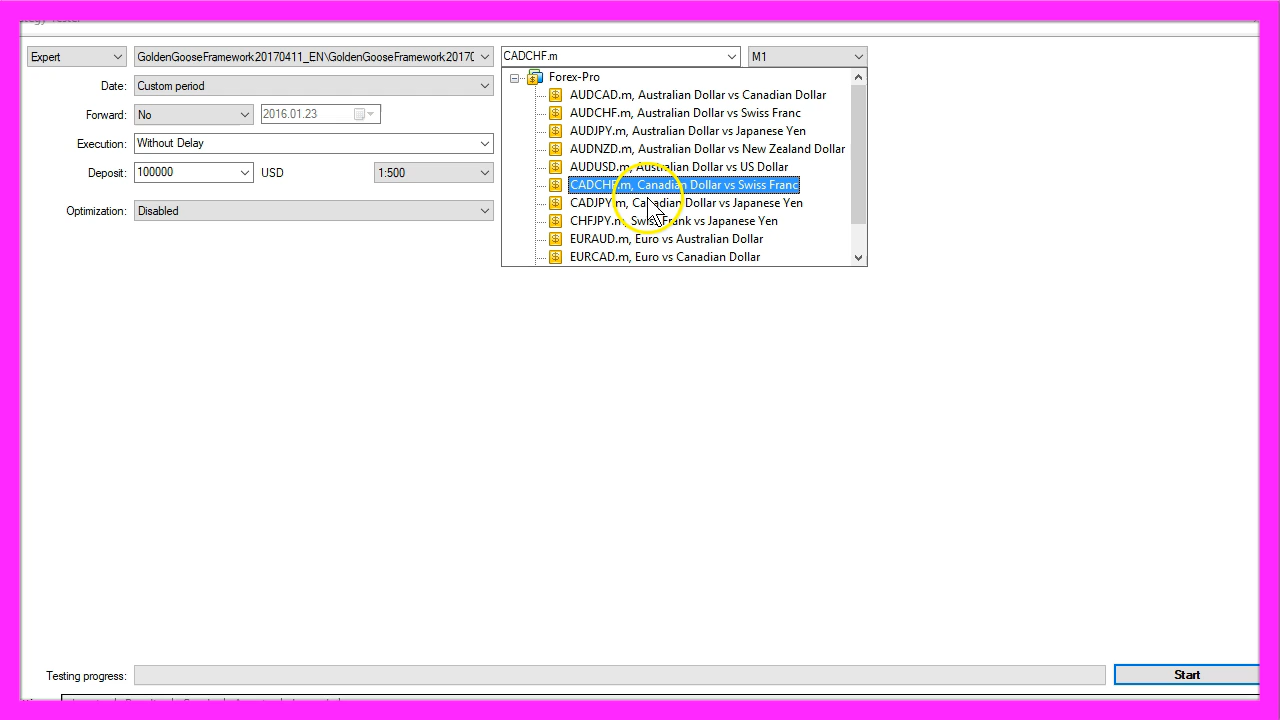 Expert
GoldenGooseFramework20170411_EN\GoldenGooseFramework2017(
CADCHF.m
M1
Date:
Custom period
Forward:
No
2016.01.23
Execution:
Without Delay
Deposit:
100000
USD
1:500
Optimization:
Disabled
Forex-Pro
AUDCAD.m, Australian Dollar vs Canadian Dollar
AUDCHF.m, Australian Dollar vs Swiss Franc
AUDJPY.m, Australian Dollar vs Japanese Yen
AUDNZD.m, Australian Dollar vs New Zealand Dollar
AUDUSD.m, Australian Dollar vs US Dollar
CADCHF.m, Canadian Dollar vs Swiss Franc
CADJPY.m, Canadian Dollar vs Japanese Yen
CHFJPY.m, Swiss Frank vs Japanese Yen
EURAUD.m, Euro vs Australian Dollar
EURCAD.m, Euro vs Canadian Dollar
Testing progress:
Start